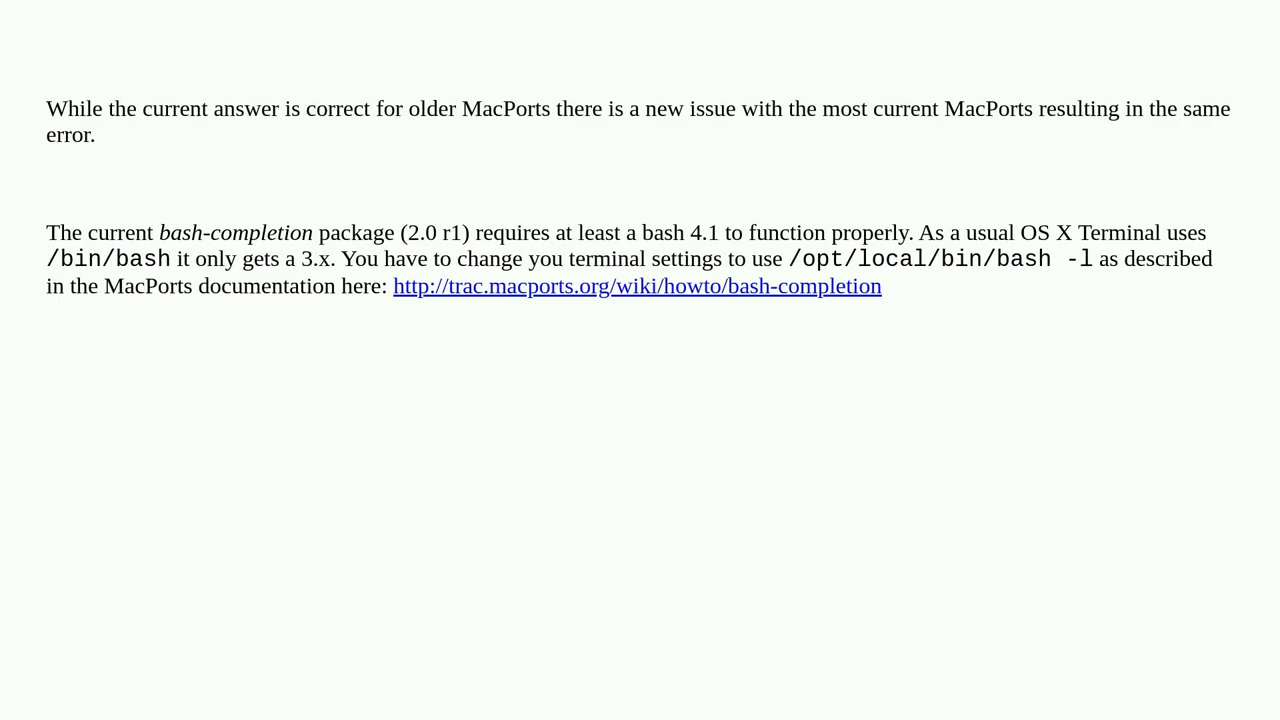 While the current answer is correct for older MacPorts there is a new issue with the most current MacPorts resulting in the same
error.
The current bash-completion package (2.0 r1) requires at least a bash 4.1 to function properly. As a usual OS X Terminal uses
/bin/bash it only gets a 3.x. You have to change you terminal settings to use /opt/local/bin/bash -l as described
in the MacPorts documentation here: http://trac.macports.org/wiki/howto/bash-completion